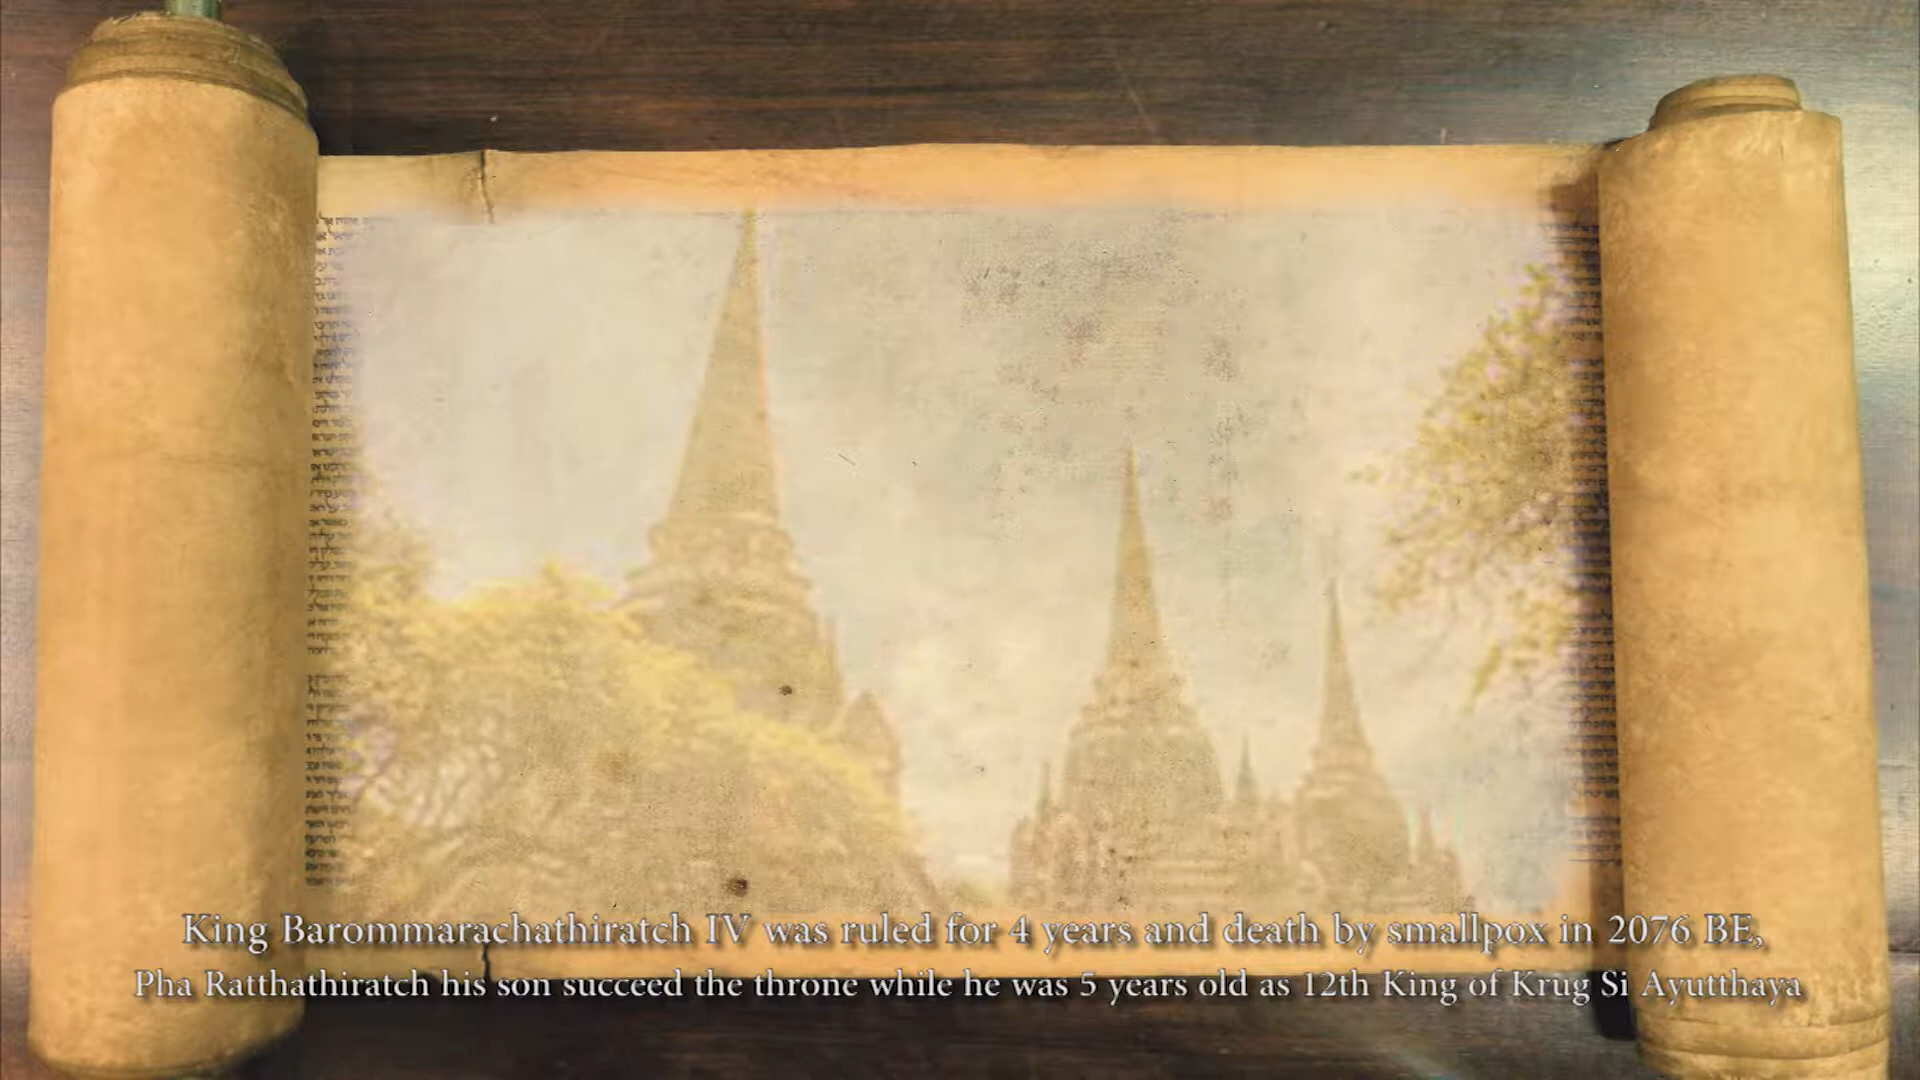 King Barommarachathiratch IV was ruled for 4 years and death by smallpox in 2076 BE,
Pha Ratthathiratch his son succeed the throne while he was 5 years old as 12th King of Krug Si Ayutthaya